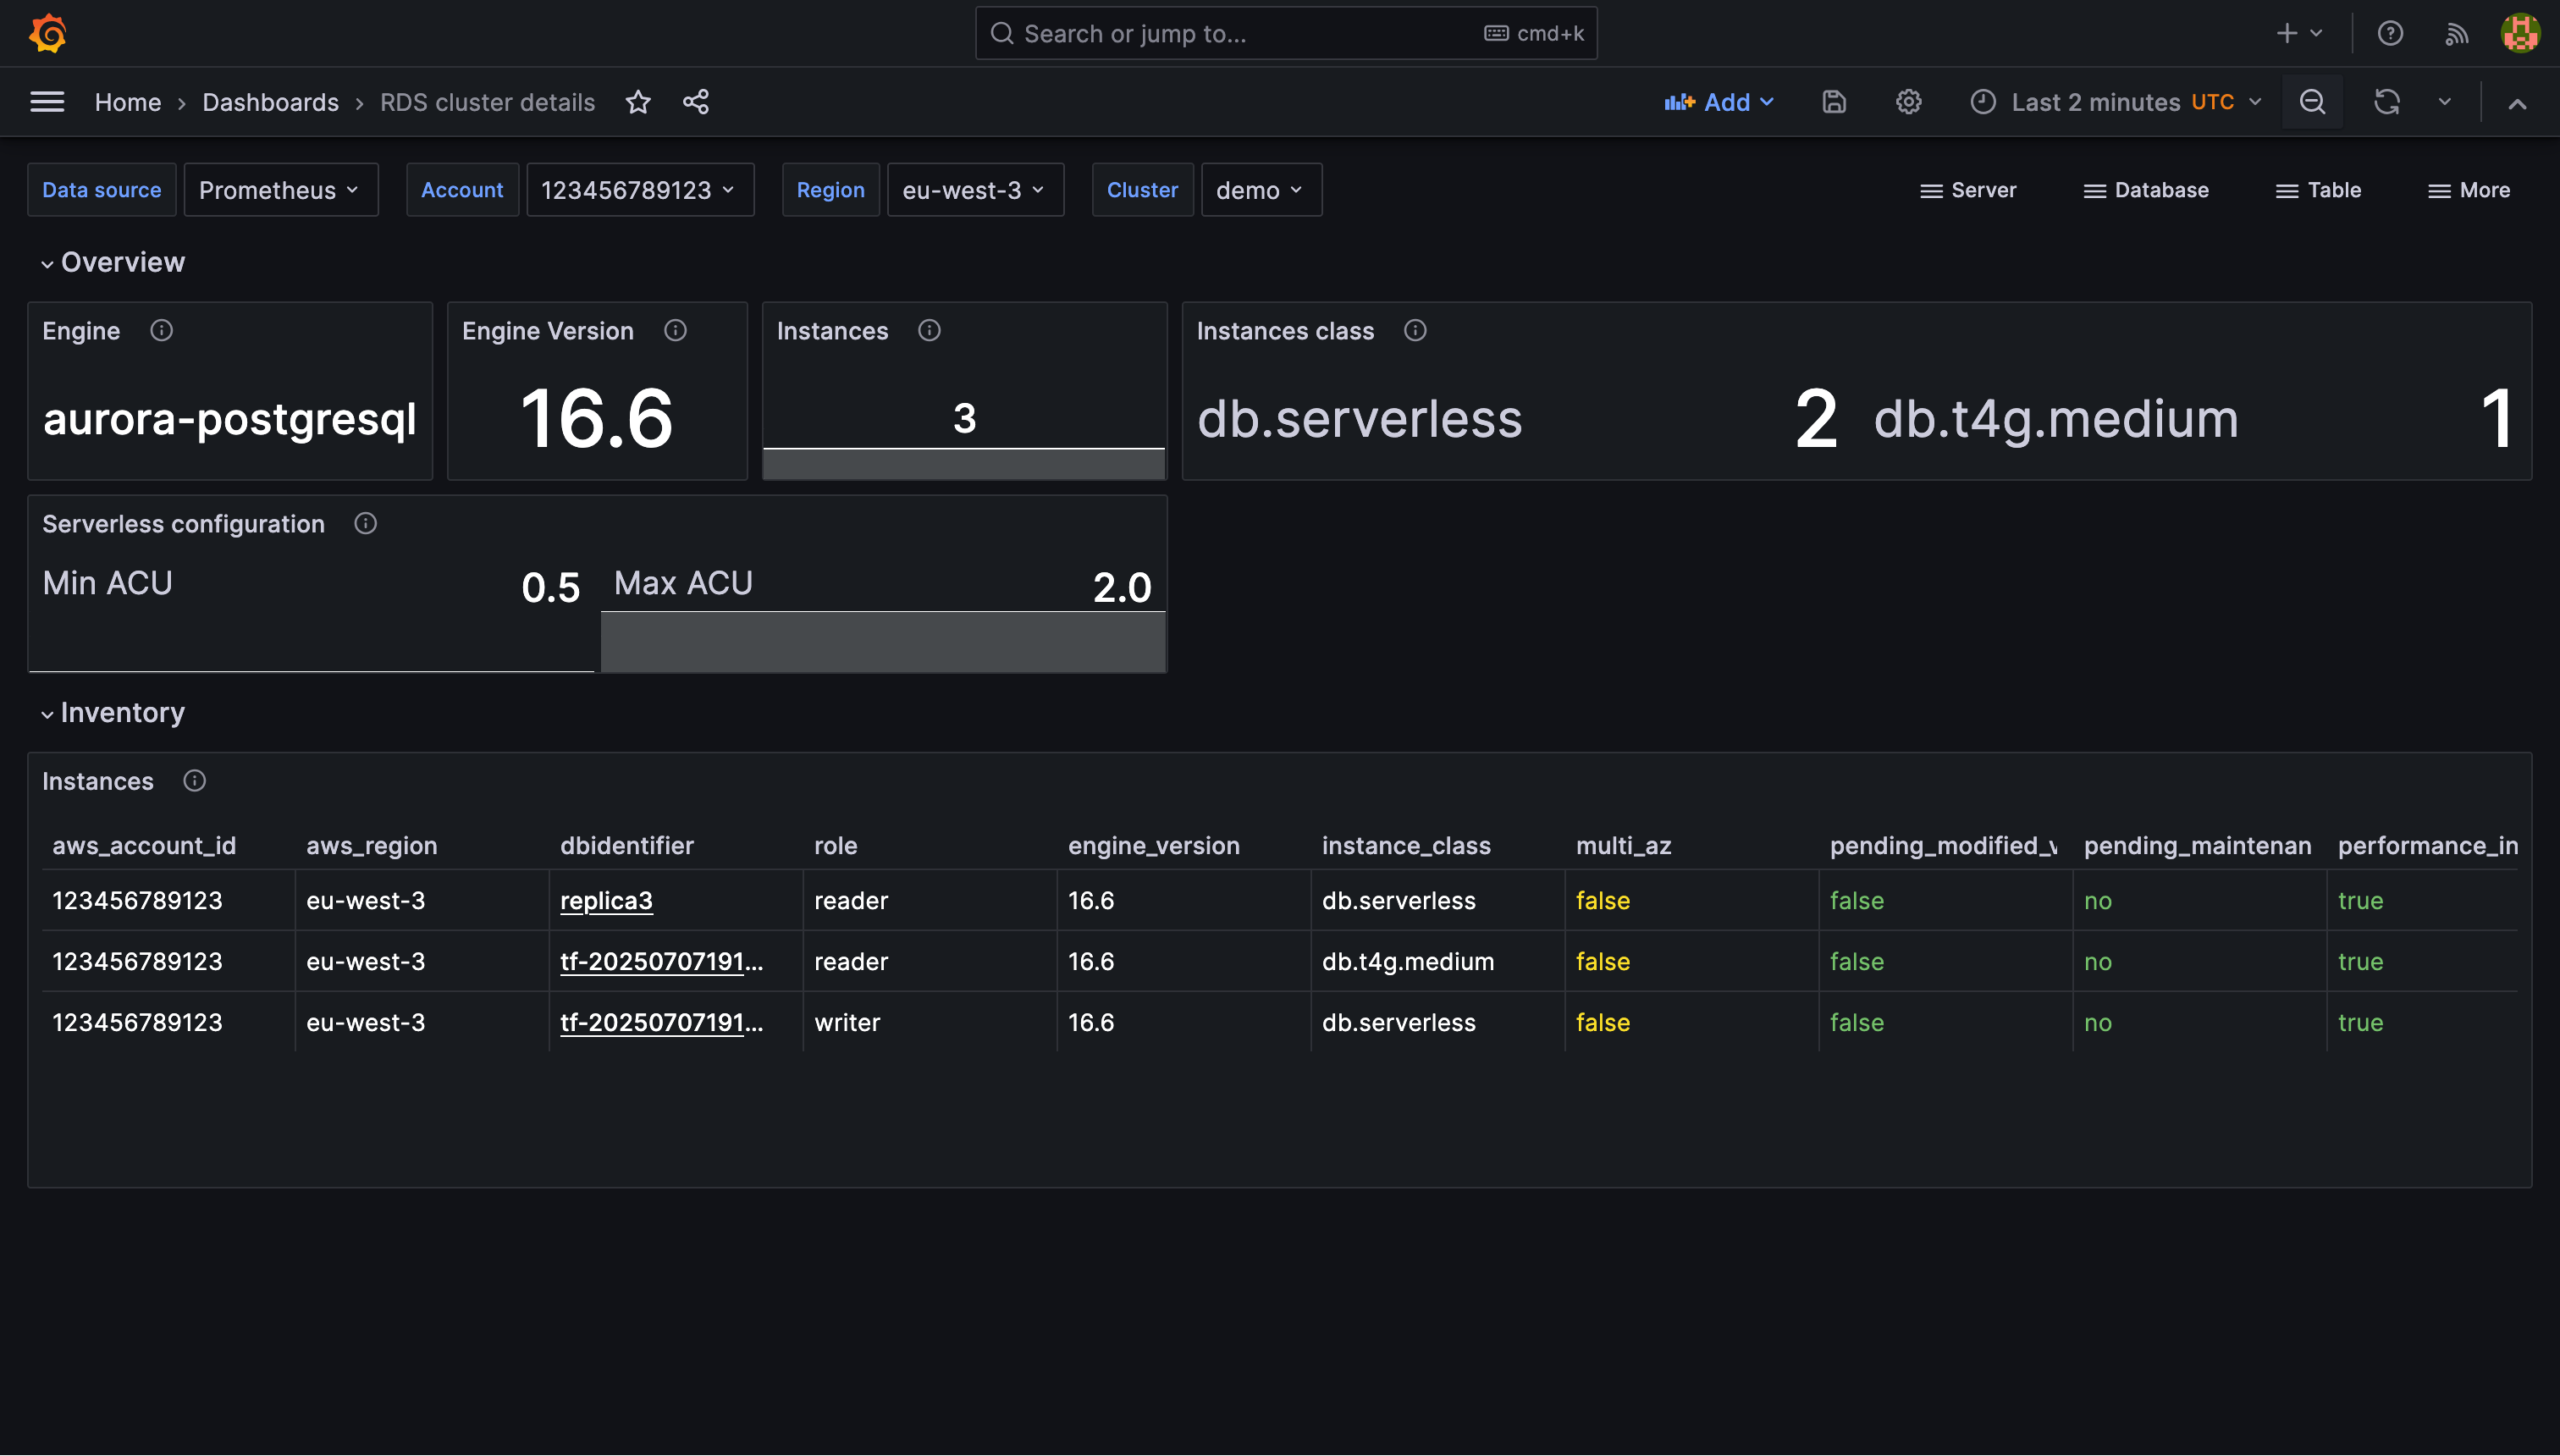 Search or jump to... cmd+k
Home › Dashboards › RDS cluster details Add Last 2 minutes UTC
Data source Prometheus Account 123456789123 Region eu-west-3 Cluster demo Server Database Table More
Overview
Engine Engine Version Instances Instances class
aurora-postgresql 16.6 3 db.serverless 2 db.t4g.medium 1
Serverless configuration
Min ACU 0.5 Max ACU 2.0
Inventory
Instances
aws_account_id aws_region dbidentifier role engine_version instance_class multi_az pending_modified_v pending_maintenan performance_in
123456789123 eu-west-3 replica3 reader 16.6 db.serverless false false no true
123456789123 eu-west-3 tf-20250707191... reader 16.6 db.t4g.medium false false no true
123456789123 eu-west-3 tf-20250707191... writer 16.6 db.serverless false false no true